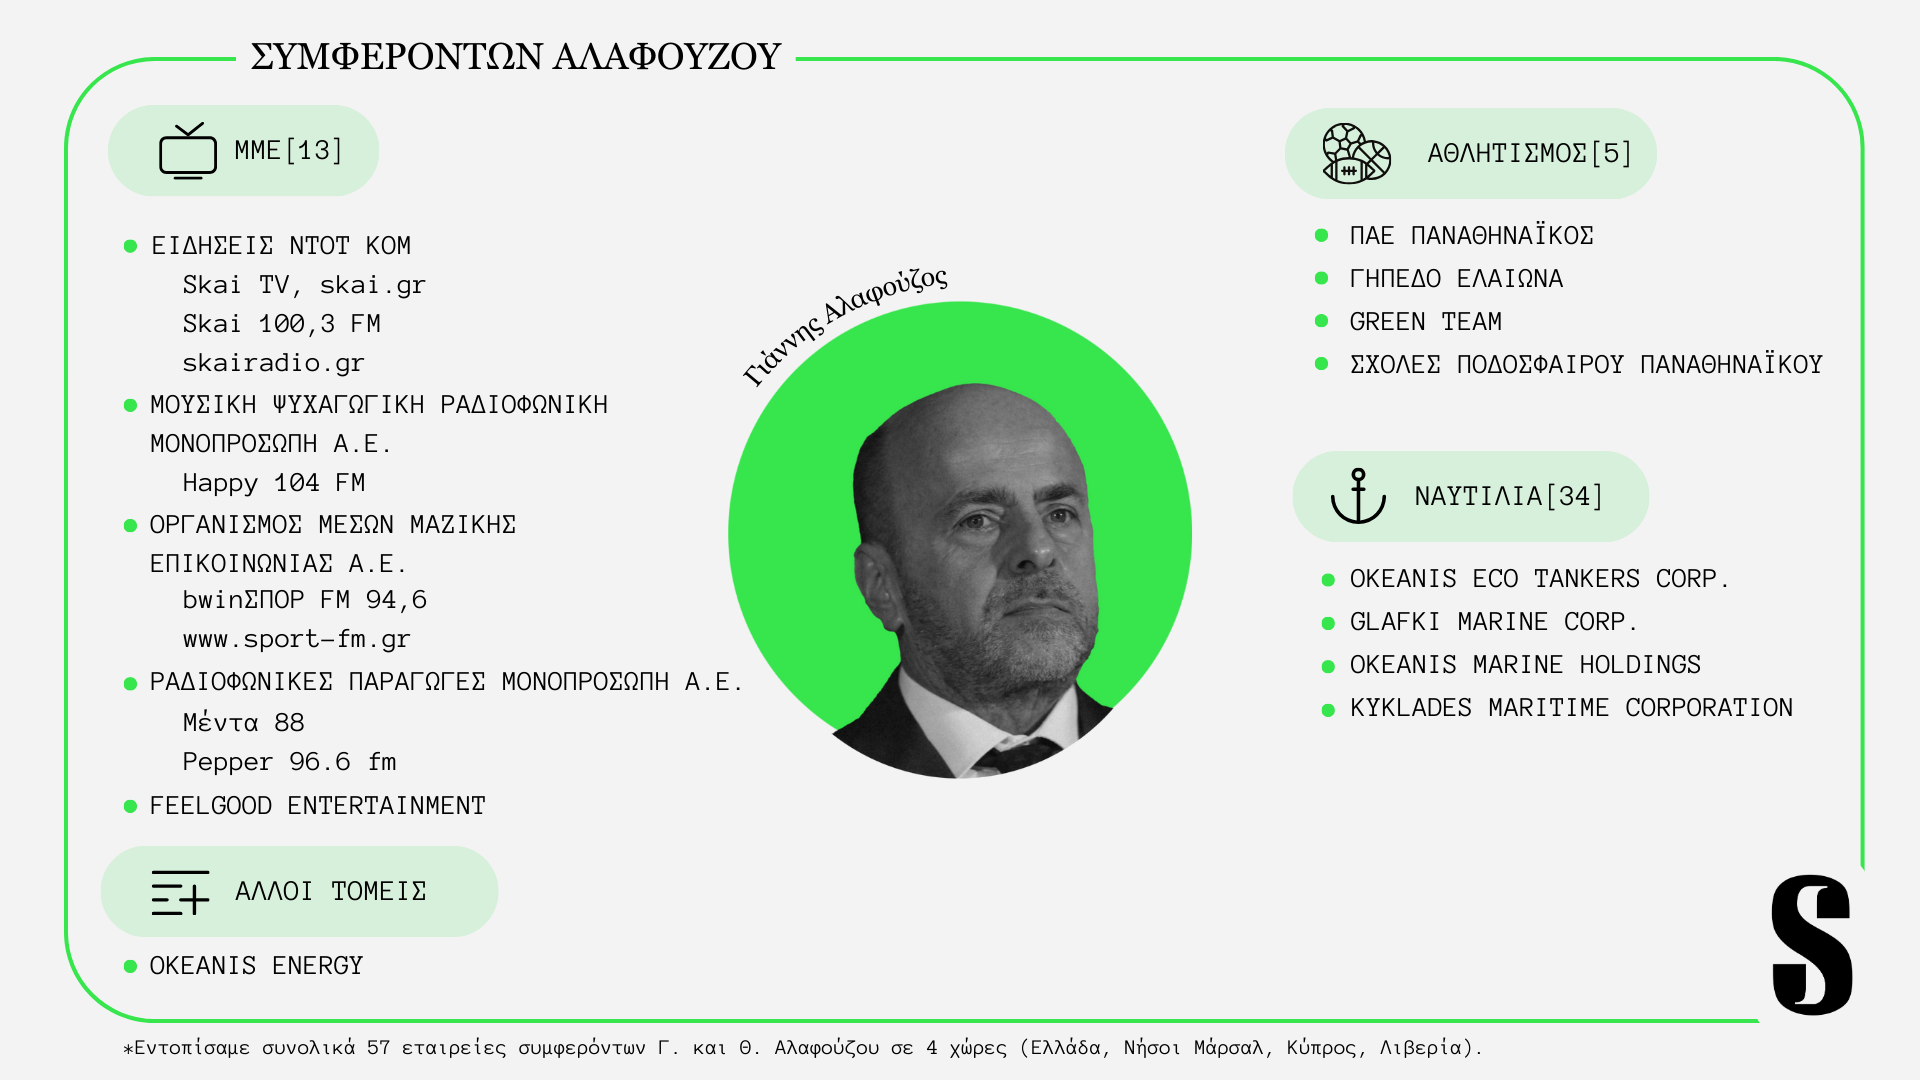 ΣΥΜΦΕΡΟΝΤΩΝ ΑΛΑΦΟΥΖΟΥ
ΜΜΕ[13]
ΕΙΔΗΣΕΙΣ ΝΤΟΤ ΚΟΜ
Skai TV, skai.gr
Skai 100,3 FM
skairadio.gr
ΜΟΥΣΙΚΗ ΨΥΧΑΓΩΓΙΚΗ ΡΑΔΙΟΦΩΝΙΚΗ
ΜΟΝΟΠΡΟΣΩΠΗ Α.Ε.
Happy 104 FM
ΟΡΓΑΝΙΣΜΟΣ ΜΕΣΩΝ ΜΑΖΙΚΗΣ
ΕΠΙΚΟΙΝΩΝΙΑΣ Α.Ε.
bwinΣΠΟΡ FM 94,6
www.sport-fm.gr
ΡΑΔΙΟΦΩΝΙΚΕΣ ΠΑΡΑΓΩΓΕΣ ΜΟΝΟΠΡΟΣΩΠΗ Α.Ε.
Μέντα 88
Pepper 96.6 fm
FEELGOOD ENTERTAINMENT
ΑΛΛΟΙ ΤΟΜΕΙΣ
OKEANIS ENERGY
Γιάννης Αλαφούζος
ΑΘΛΗΤΙΣΜΟΣ[5]
ΠΑΕ ΠΑΝΑΘΗΝΑΪΚΟΣ
ΓΗΠΕΔΟ ΕΛΑΙΩΝΑ
GREEN TEAM
ΣΧΟΛΕΣ ΠΟΔΟΣΦΑΙΡΟΥ ΠΑΝΑΘΗΝΑΪΚΟΥ
ΝΑΥΤΙΛΙΑ[34]
OKEANIS ECO TANKERS CORP.
GLAFKI MARINE CORP.
OKEANIS MARINE HOLDINGS
KYKLADES MARITIME CORPORATION
S
*Εντοπίσαμε συνολικά 57 εταιρείες συμφερόντων Γ. και Θ. Αλαφούζου σε 4 χώρες (Ελλάδα, Νήσοι Μάρσαλ, Κύπρος, Λιβερία).